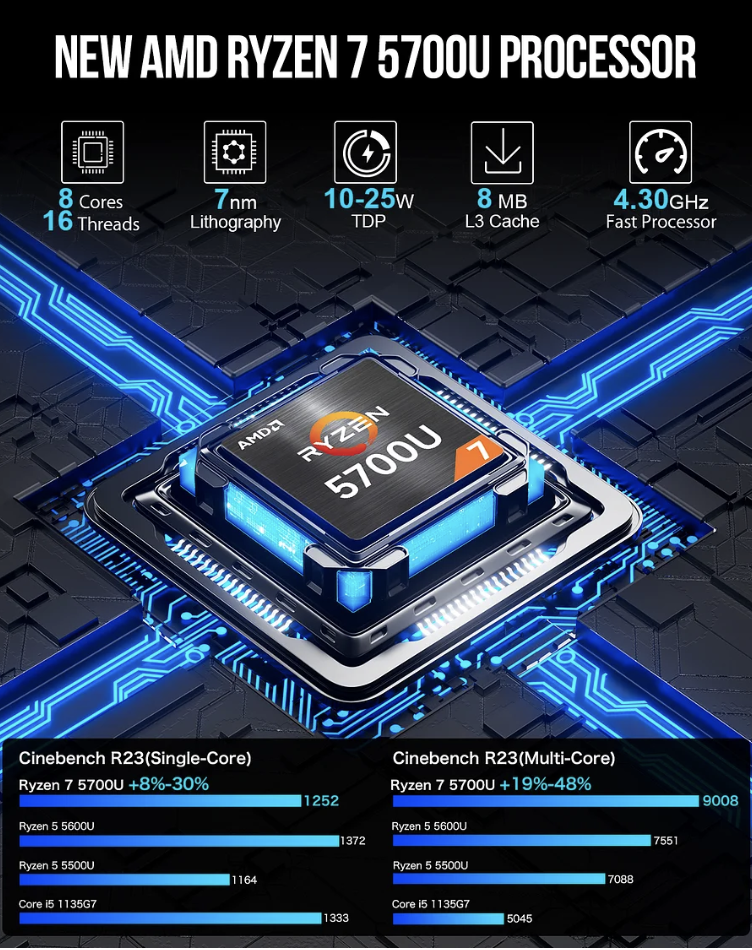 NEW AMD RYZEN 7 5700U PROCESSOR
8 Cores
16 Threads
7nm
Lithography
10-25W
TDP
8 MB
L3 Cache
4.30GHz
Fast Processor
AMD
RYZEN
5700U
7
Cinebench R23(Single-Core)
Ryzen 7 5700U +8%-30%
1252
Ryzen 5 5600U
1372
Ryzen 5 5500U
1164
Core i5 1135G7
1333
Cinebench R23(Multi-Core)
Ryzen 7 5700U +19%-48%
9008
Ryzen 5 5600U
7551
Ryzen 5 5500U
7088
Core i5 1135G7
5045